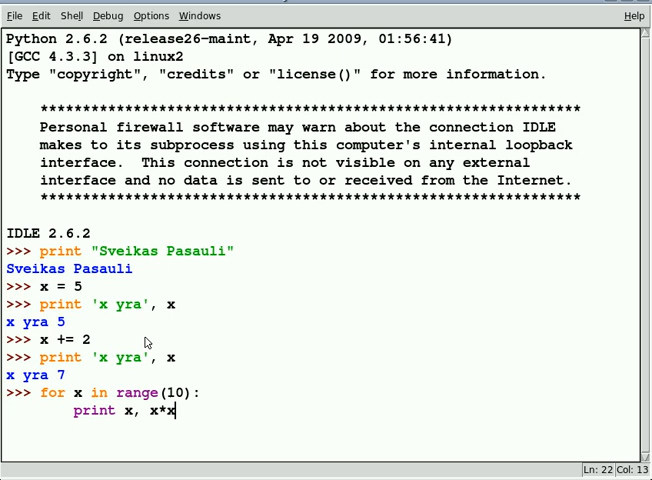 File Edit Shell Debug Options Windows Help
Python 2.6.2 (release26-maint, Apr 19 2009, 01:56:41)
[GCC 4.3.3] on linux2
Type "copyright", "credits" or "license()" for more information.
****************************************************************
Personal firewall software may warn about the connection IDLE
makes to its subprocess using this computer's internal loopback
interface.  This connection is not visible on any external
interface and no data is sent to or received from the Internet.
****************************************************************
IDLE 2.6.2
>>> print "Sveikas Pasauli"
Sveikas Pasauli
>>> x = 5
>>> print 'x yra', x
x yra 5
>>> x += 2
>>> print 'x yra', x
x yra 7
>>> for x in range(10):
        print x, x*x
Ln: 22 Col: 13